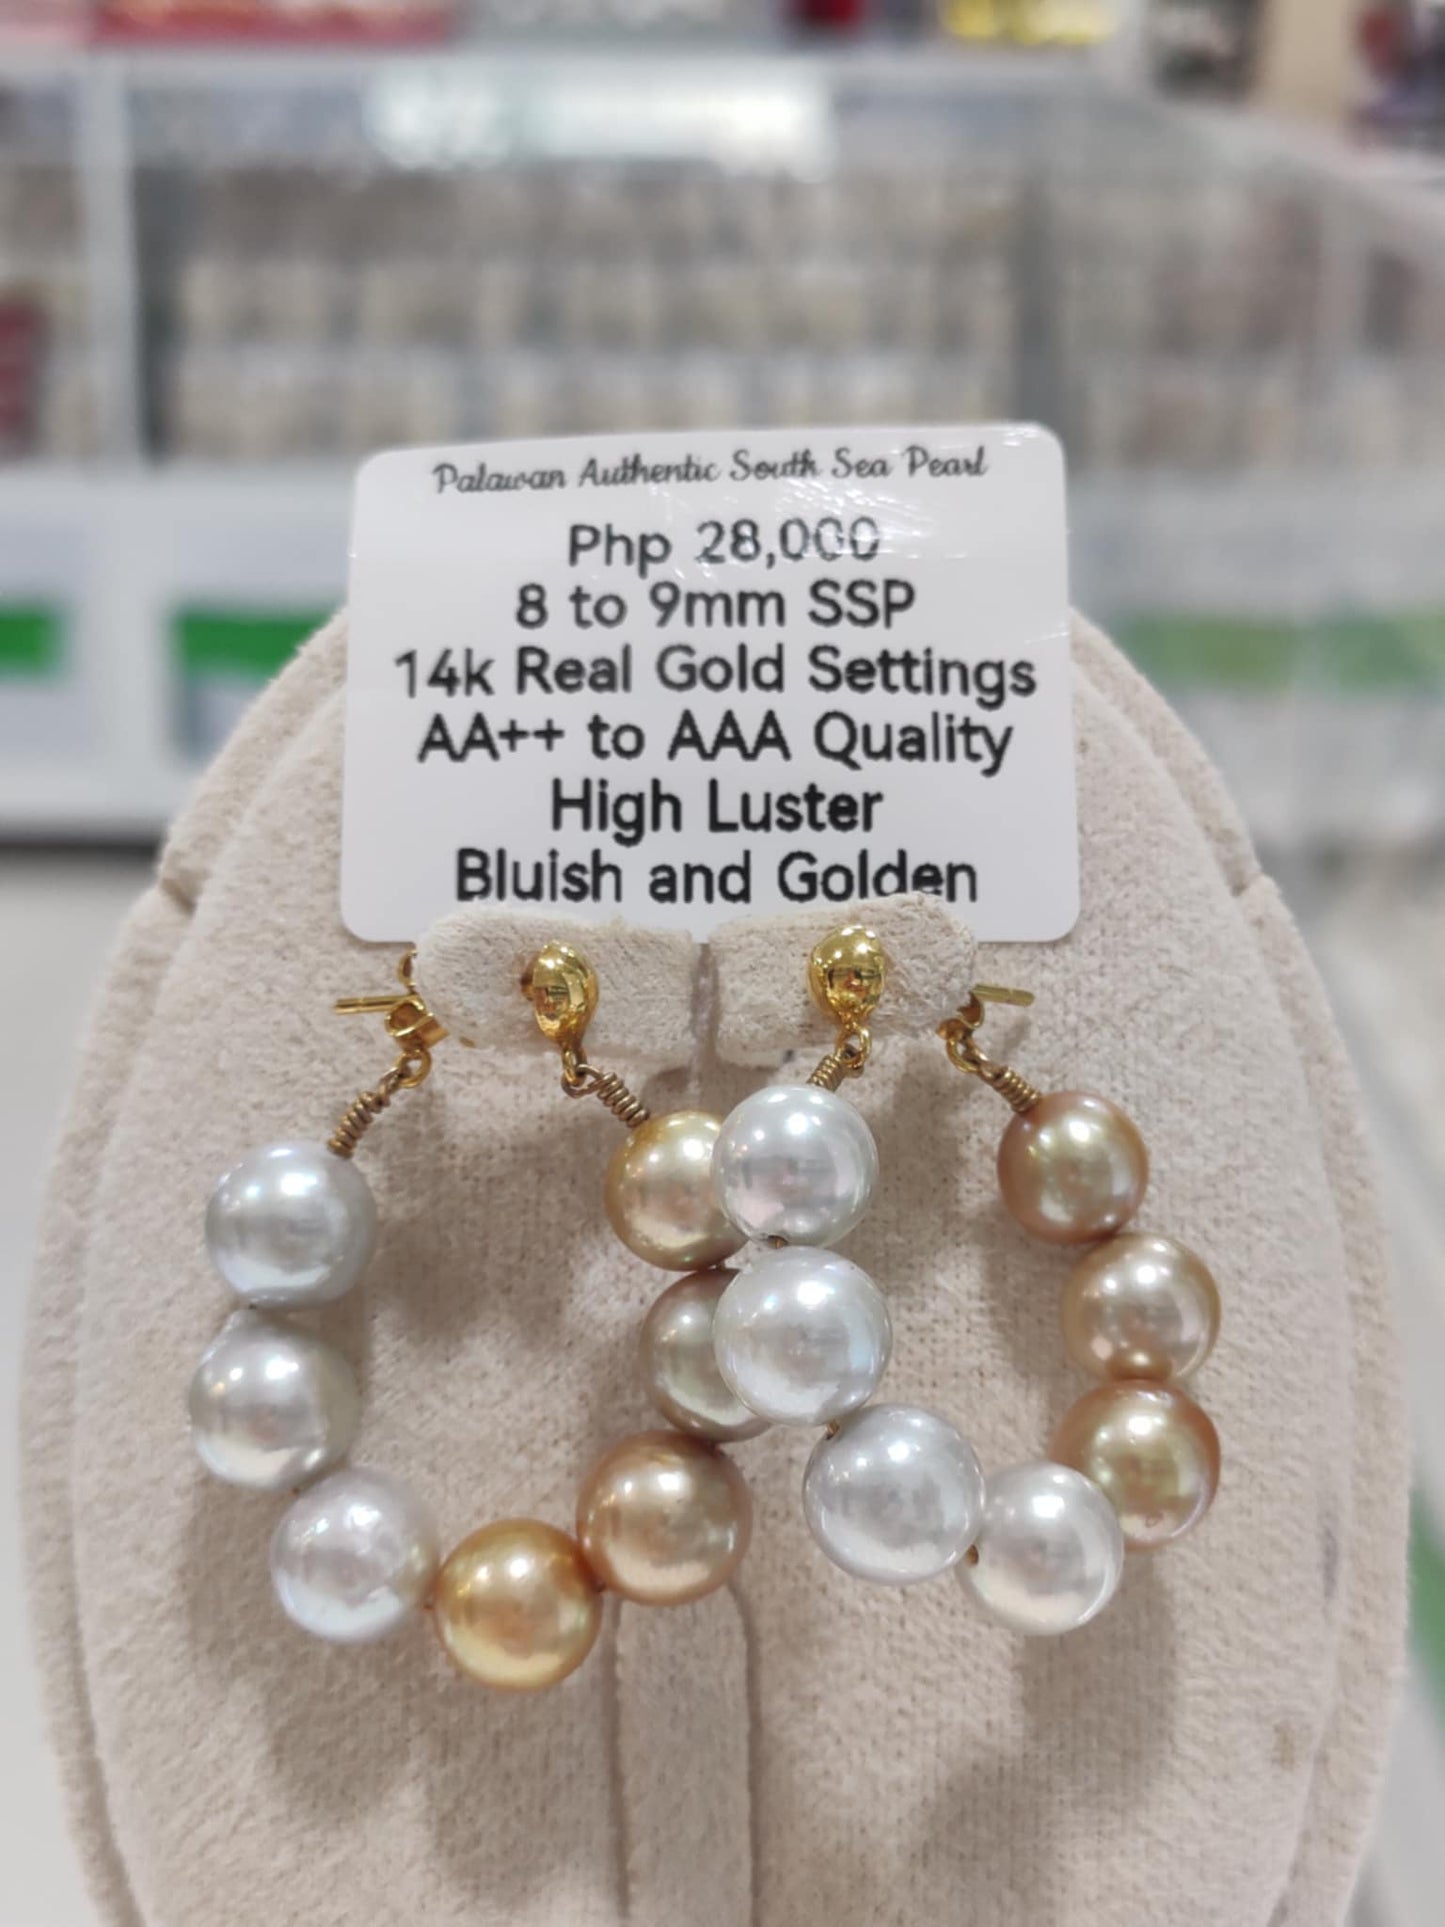 Palawan Authentic South Sea Pearl
Php 28,000
8 to 9mm SSP
14k Real Gold Settings
AA++ to AAA Quality
High Luster
Bluish and Golden